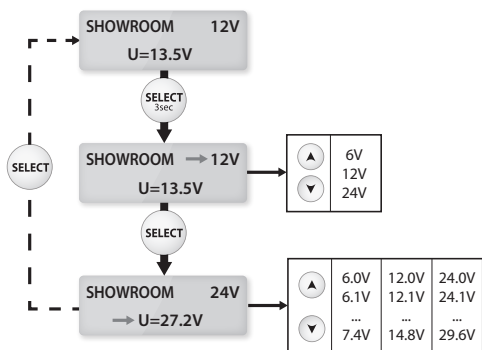 SHOWROOM 12V
U=13.5V
SELECT
3sec
SHOWROOM → 12V
U=13.5V
6V
12V
24V
SELECT
SELECT
SHOWROOM 24V
→ U=27.2V
6.0V 12.0V 24.0V
6.1V 12.1V 24.1V
... ... ...
7.4V 14.8V 29.6V